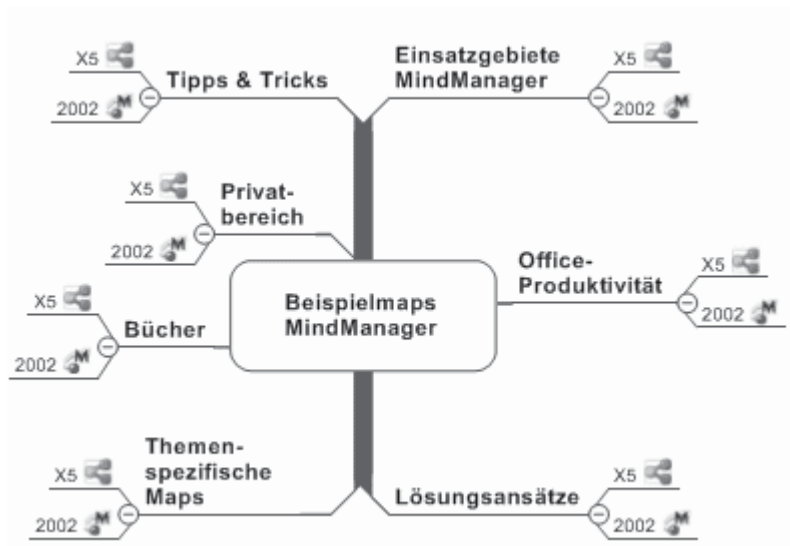 X5
Tipps & Tricks
2002
Einsatzgebiete
MindManager
X5
2002
X5
Privat-
bereich
2002
Office-
Produktivität
X5
2002
Beispielmaps
MindManager
X5
Bücher
2002
Themen-
spezifische
Maps
X5
2002
Lösungsansätze
X5
2002